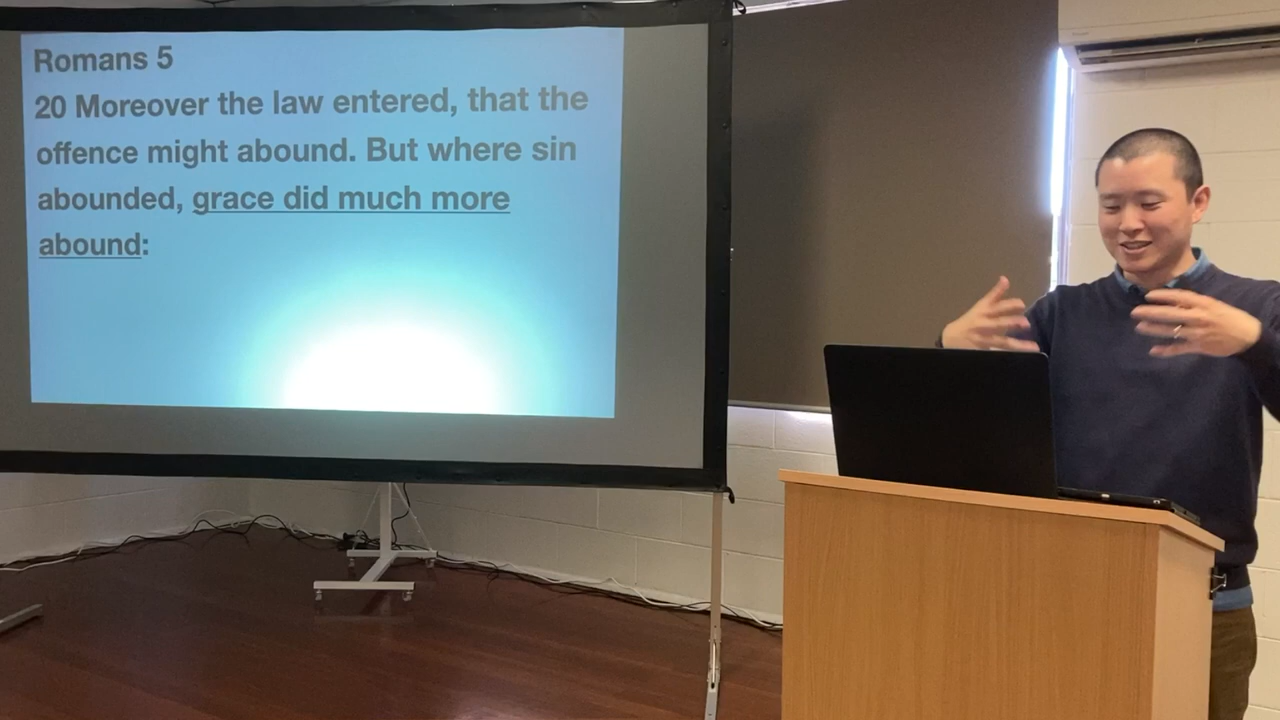 Romans 5
20 Moreover the law entered, that the
offence might abound. But where sin
abounded, grace did much more
abound: